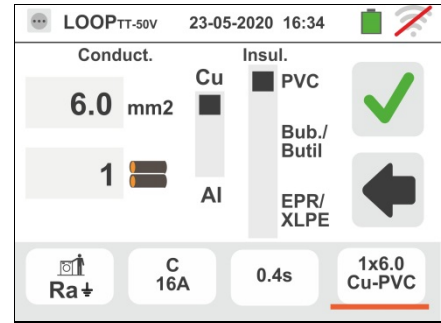 LOOPTT-50V 23-05-2020 16:34
Conduct. Insul.
Cu PVC
6.0 mm2
Bub./
Butil
1
Al EPR/
XLPE
Ra C
16A 0.4s 1x6.0
Cu-PVC